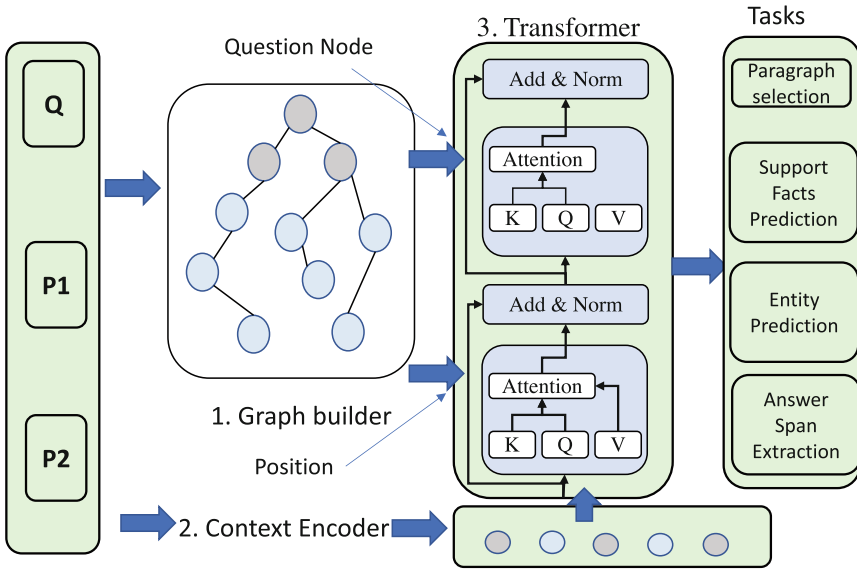 Tasks
3. Transformer
Question Node
Q
P1
P2
1. Graph builder
Position
2. Context Encoder
Add & Norm
Attention
K Q V
Add & Norm
Attention
K Q V
Paragraph
selection
Support
Facts
Prediction
Entity
Prediction
Answer
Span
Extraction